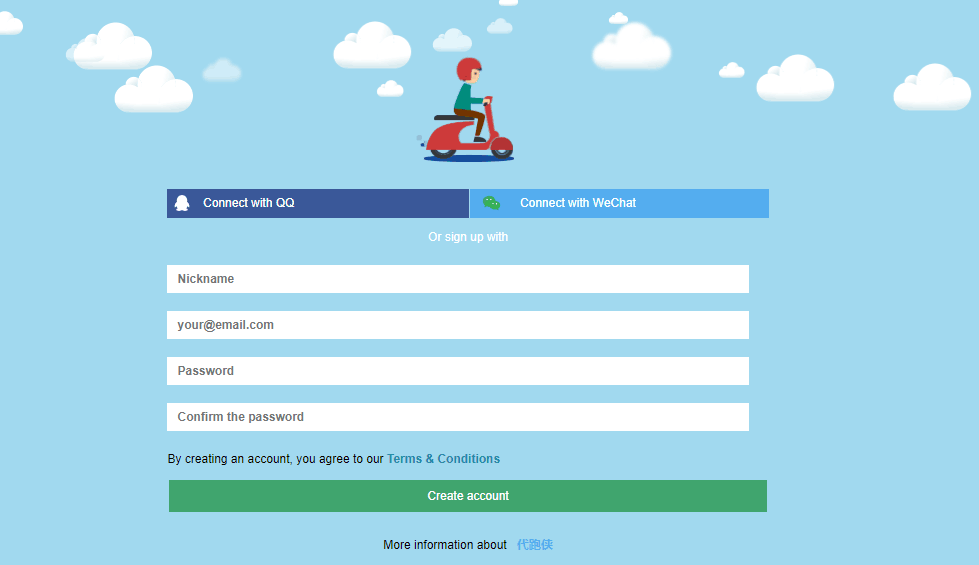 Connect with QQ
Connect with WeChat
Or sign up with
Nickname
your@email.com
Password
Confirm the password
By creating an account, you agree to our Terms & Conditions
Create account
More information about 代跑侠